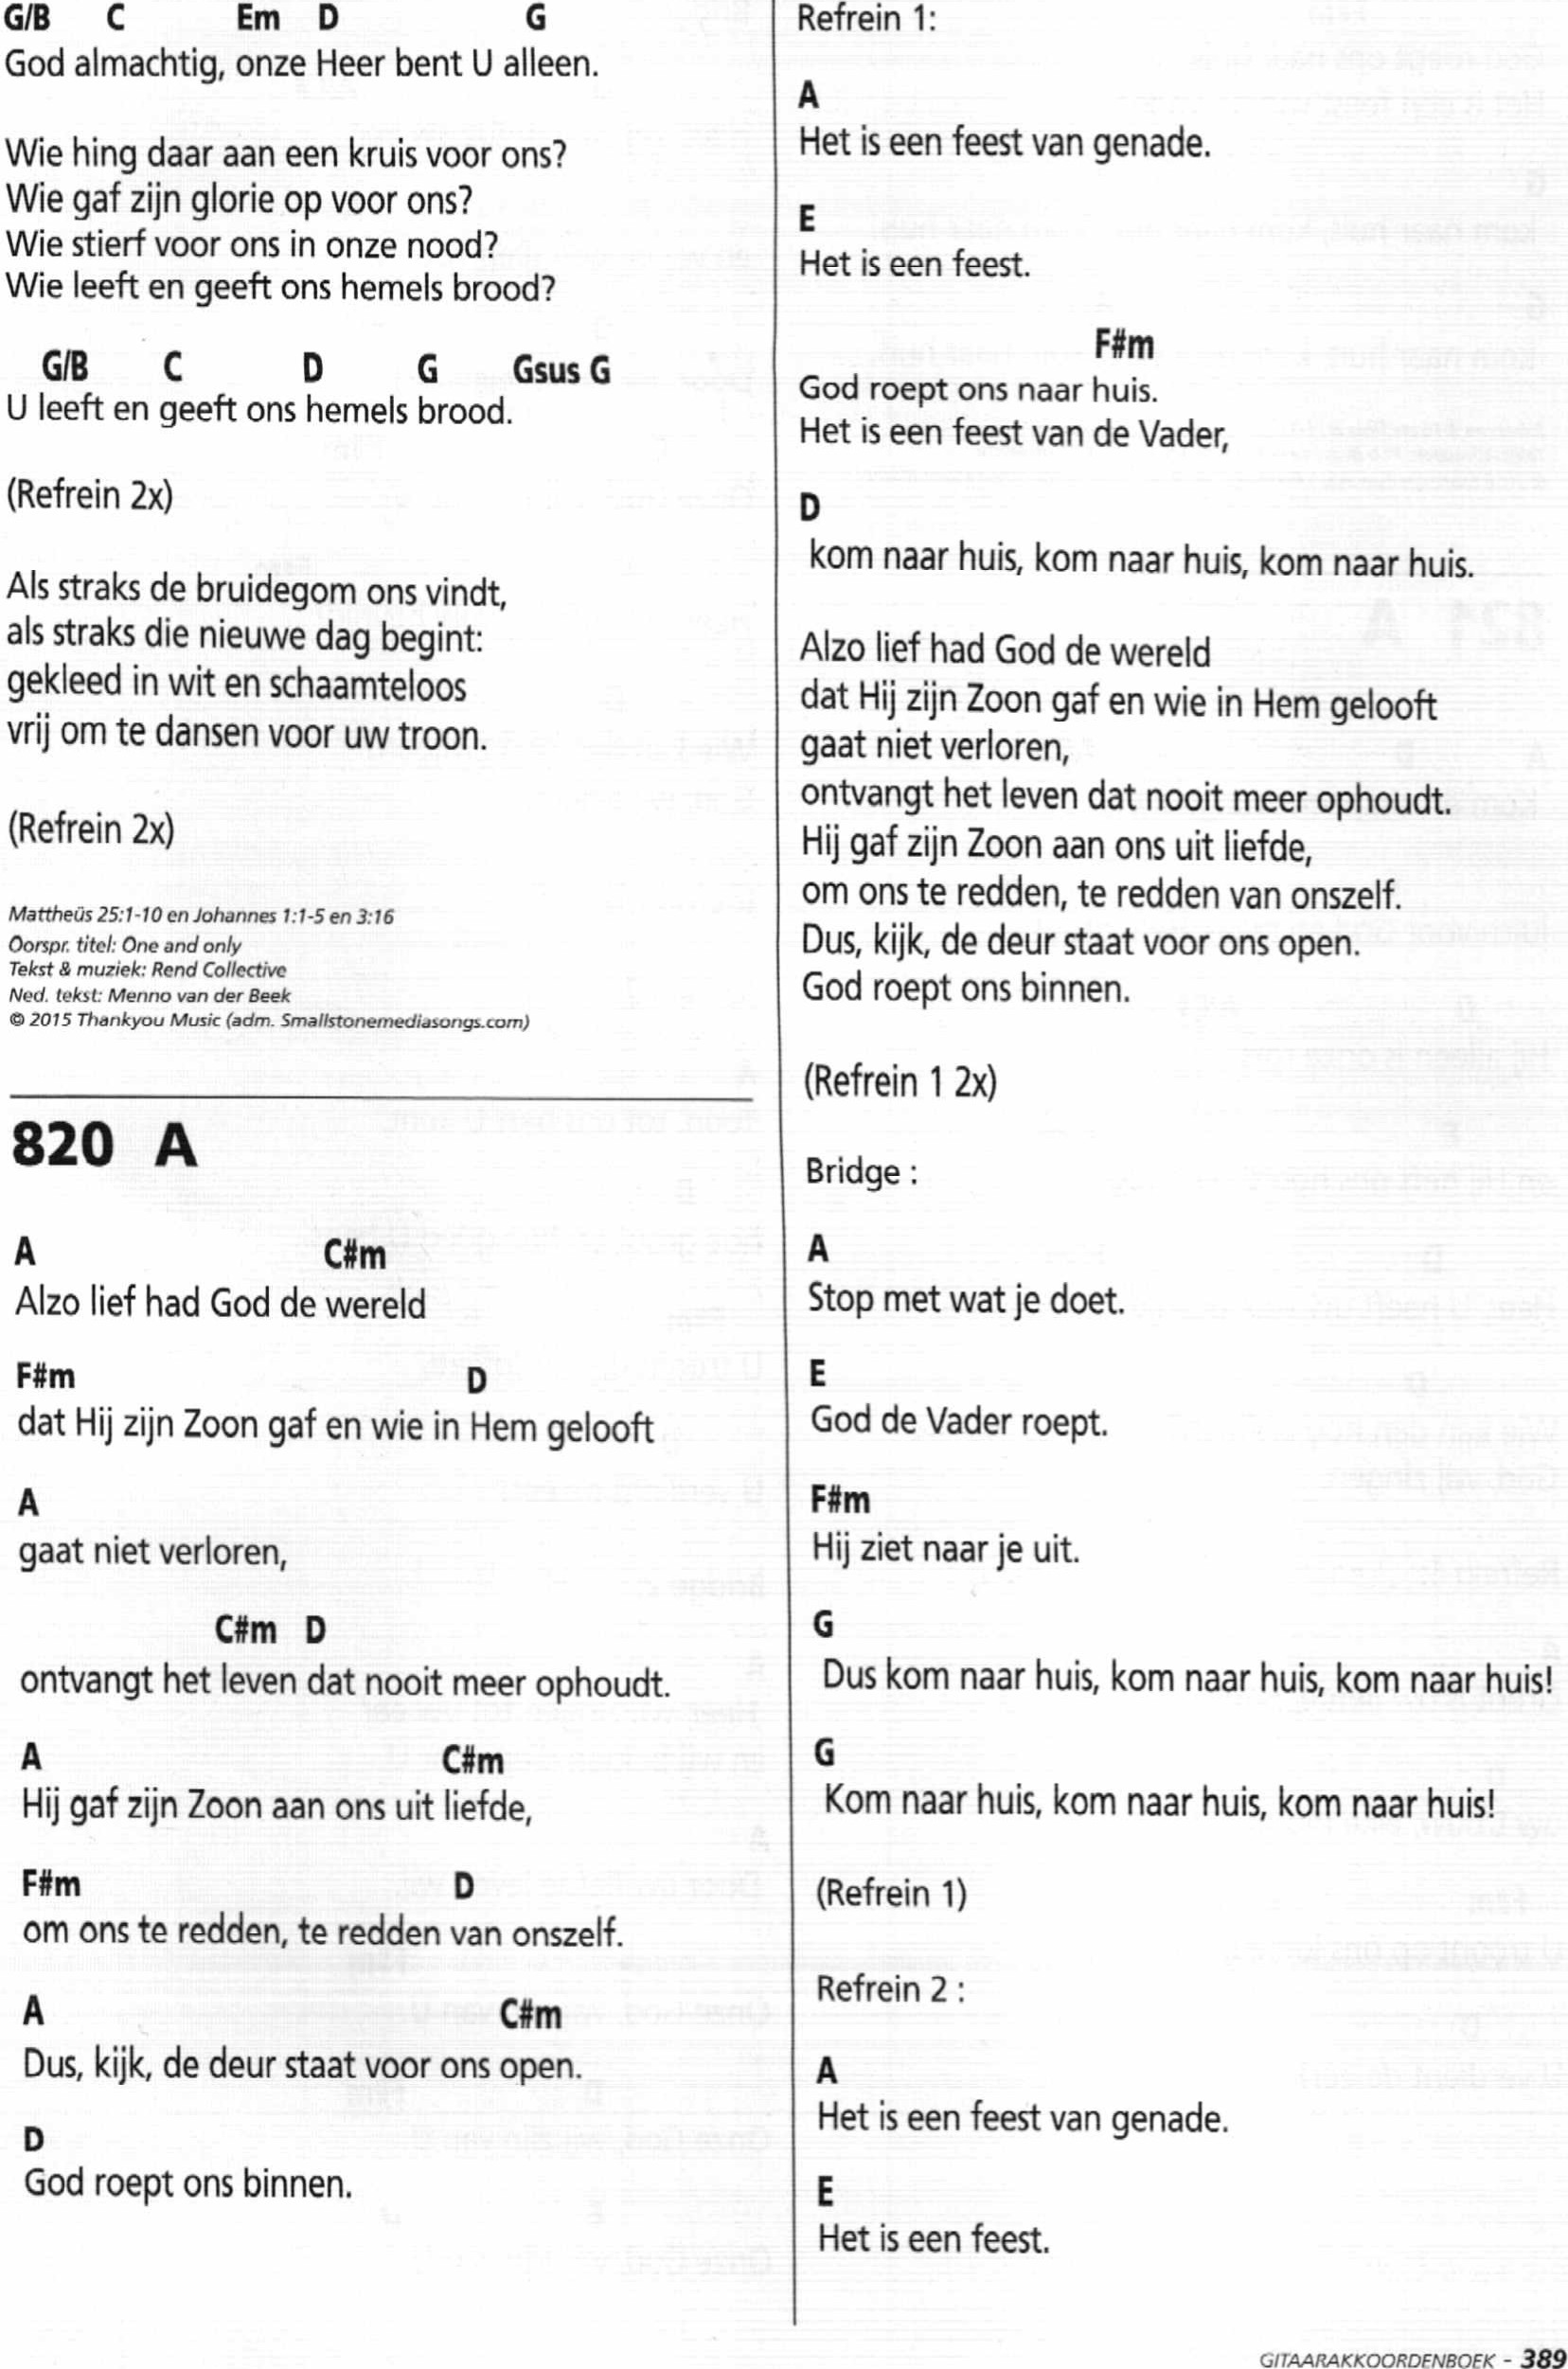 G/B C Em D G
God almachtig, onze Heer bent U alleen.
Wie hing daar aan een kruis voor ons?
Wie gaf zijn glorie op voor ons?
Wie stierf voor ons in onze nood?
Wie leeft en geeft ons hemels brood?
G/B C D G Gsus G
U leeft en geeft ons hemels brood.
(Refrein 2x)
Als straks de bruidegom ons vindt,
als straks die nieuwe dag begint:
gekleed in wit en schaamteloos
vrij om te dansen voor uw troon.
(Refrein 2x)
Mattheüs 25:1-10 en Johannes 1:1-5 en 3:16
Oorspr. titel: One and only
Tekst & muziek: Rend Collective
Ned. tekst: Menno van der Beek
© 2015 Thankyou Music (adm. Smallstonemediasongs.com)
820 A
A C#m
Alzo lief had God de wereld
F#m D
dat Hij zijn Zoon gaf en wie in Hem gelooft
A
gaat niet verloren,
C#m D
ontvangt het leven dat nooit meer ophoudt.
A C#m
Hij gaf zijn Zoon aan ons uit liefde,
F#m D
om ons te redden, te redden van onszelf.
A C#m
Dus, kijk, de deur staat voor ons open.
D
God roept ons binnen.
Refrein 1:
A
Het is een feest van genade.
E
Het is een feest.
F#m
God roept ons naar huis.
Het is een feest van de Vader,
D
kom naar huis, kom naar huis, kom naar huis.
Alzo lief had God de wereld
dat Hij zijn Zoon gaf en wie in Hem gelooft
gaat niet verloren,
ontvangt het leven dat nooit meer ophoudt.
Hij gaf zijn Zoon aan ons uit liefde,
om ons te redden, te redden van onszelf.
Dus, kijk, de deur staat voor ons open.
God roept ons binnen.
(Refrein 1 2x)
Bridge :
A
Stop met wat je doet.
E
God de Vader roept.
F#m
Hij ziet naar je uit.
G
Dus kom naar huis, kom naar huis, kom naar huis!
G
Kom naar huis, kom naar huis, kom naar huis!
(Refrein 1)
Refrein 2 :
A
Het is een feest van genade.
E
Het is een feest.
GITAARAKKOORDENBOEK - 389